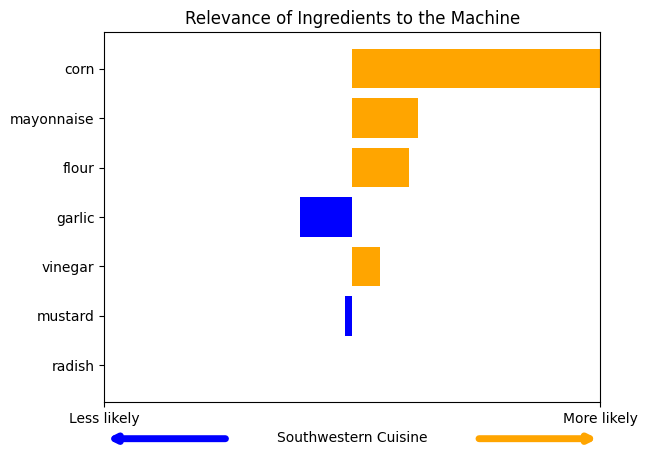 Relevance of Ingredients to the Machine
corn
mayonnaise
flour
garlic
vinegar
mustard
radish
Less likely More likely
Southwestern Cuisine